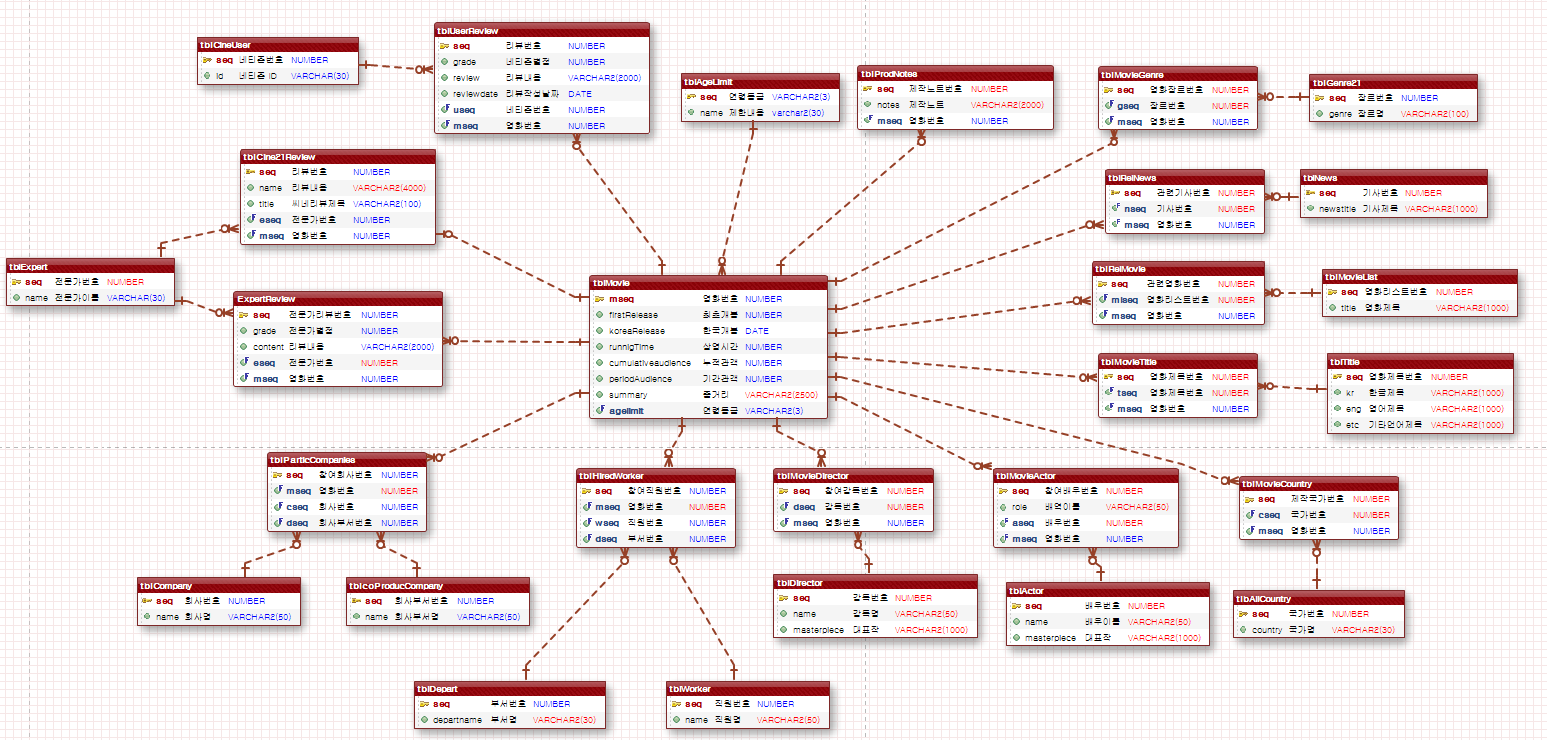 tblCineUser
seq 네티즌번호 NUMBER
id 네티즌 ID VARCHAR(30)
tblUserReview
seq 리뷰번호 NUMBER
grade 네티즌별점 NUMBER
review 리뷰내용 VARCHAR2(2000)
reviewdate 리뷰작성날짜 DATE
useq 네티즌번호 NUMBER
mseq 영화번호 NUMBER
tblAgeLimit
seq 연령등급 VARCHAR2(3)
name 제한내용 varchar2(30)
tblProdNotes
seq 제작노트번호 NUMBER
notes 제작노트 VARCHAR2(2000)
mseq 영화번호 NUMBER
tblMovieGenre
seq 영화장르번호 NUMBER
gseq 장르번호 NUMBER
mseq 영화번호 NUMBER
tblGenre21
seq 장르번호 NUMBER
genre 장르명 VARCHAR2(100)
tblCine21Review
seq 리뷰번호 NUMBER
name 리뷰내용 VARCHAR2(4000)
title 씨네리뷰제목 VARCHAR2(100)
eseq 전문가번호 NUMBER
mseq 영화번호 NUMBER
tblRelNews
seq 관련기사번호 NUMBER
nseq 기사번호 NUMBER
mseq 영화번호 NUMBER
tblNews
seq 기사번호 NUMBER
newstitle 기사제목 VARCHAR2(1000)
tblExpert
seq 전문가번호 NUMBER
name 전문가이름 VARCHAR(30)
ExpertReview
seq 전문가리뷰번호 NUMBER
grade 전문가별점 NUMBER
content 리뷰내용 VARCHAR2(2000)
eseq 전문가번호 NUMBER
mseq 영화번호 NUMBER
tblMovie
mseq 영화번호 NUMBER
firstRelease 최초개봉 NUMBER
koreaRelease 한국개봉 DATE
runnigTime 상영시간 NUMBER
cumulativeaudience 누적관객 NUMBER
periodAudience 기간관객 NUMBER
summary 줄거리 VARCHAR2(2500)
agelimit 연령등급 VARCHAR2(3)
tblRelMovie
seq 관련영화번호 NUMBER
mlseq 영화리스트번호 NUMBER
mseq 영화번호 NUMBER
tblMovieList
seq 영화리스트번호 NUMBER
title 영화제목 VARCHAR2(1000)
tblMovieTitle
seq 영화제목번호 NUMBER
tseq 영화제목번호 NUMBER
mseq 영화번호 NUMBER
tblTitle
seq 영화제목번호 NUMBER
kr 한글제목 VARCHAR2(1000)
eng 영어제목 VARCHAR2(1000)
etc 기타언어제목 VARCHAR2(1000)
tblParticCompanies
seq 참여회사번호 NUMBER
mseq 영화번호 NUMBER
cseq 회사번호 NUMBER
dseq 회사부서번호 NUMBER
tblHiredWorker
seq 참여직원번호 NUMBER
mseq 영화번호 NUMBER
wseq 직원번호 NUMBER
dseq 부서번호 NUMBER
tblMovieDirector
seq 참여감독번호 NUMBER
dseq 감독번호 NUMBER
mseq 영화번호 NUMBER
tblMovieActor
seq 참여배우번호 NUMBER
role 배역이름 VARCHAR2(50)
aseq 배우번호 NUMBER
mseq 영화번호 NUMBER
tblMovieCountry
seq 제작국가번호 NUMBER
cseq 국가번호 NUMBER
mseq 영화번호 NUMBER
tblCompany
seq 회사번호 NUMBER
name 회사명 VARCHAR2(50)
tblcoProducCompany
seq 회사부서번호 NUMBER
name 회사부서명 VARCHAR2(50)
tblDirector
seq 감독번호 NUMBER
name 감독명 VARCHAR2(50)
masterpiece 대표작 VARCHAR2(1000)
tblActor
seq 배우번호 NUMBER
name 배우이름 VARCHAR2(50)
masterpiece 대표작 VARCHAR2(1000)
tblAllCountry
seq 국가번호 NUMBER
country 국가명 VARCHAR2(30)
tblDepart
seq 부서번호 NUMBER
departname 부서명 VARCHAR2(30)
tblWorker
seq 직원번호 NUMBER
name 직원명 VARCHAR2(50)